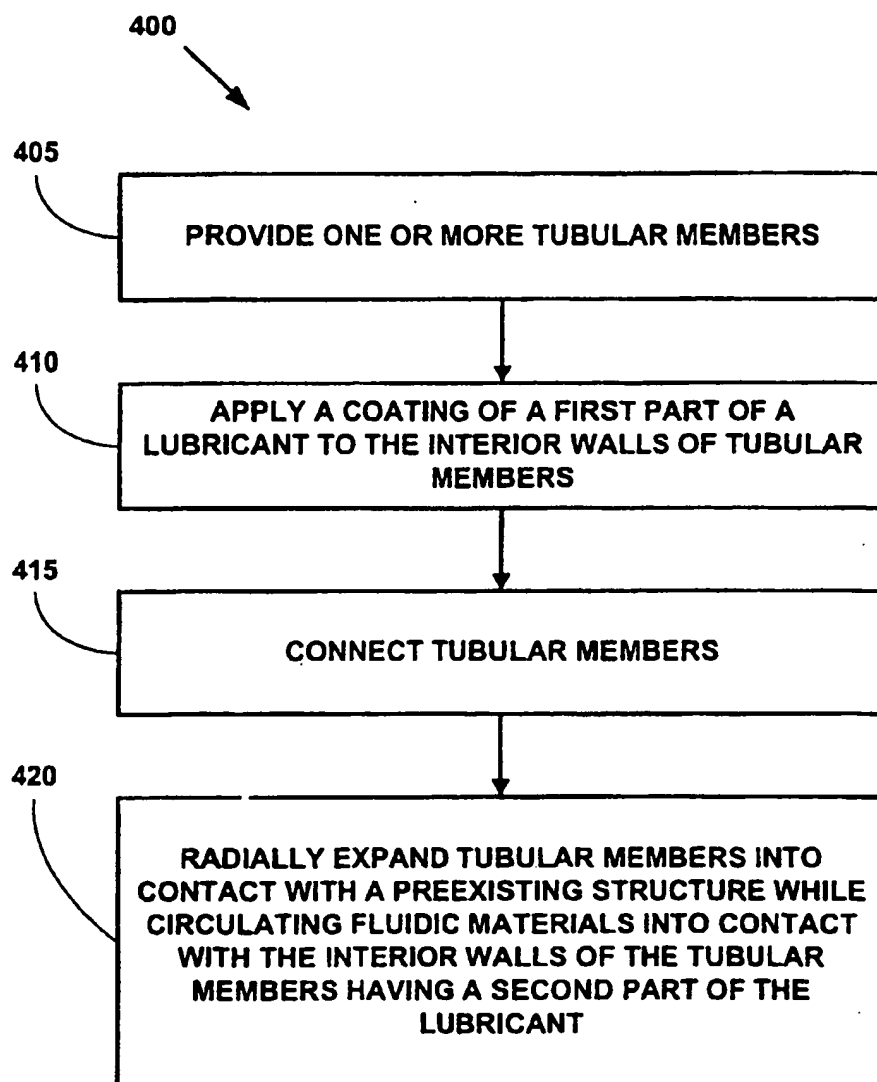 400
405
PROVIDE ONE OR MORE TUBULAR MEMBERS
410
APPLY A COATING OF A FIRST PART OF A
LUBRICANT TO THE INTERIOR WALLS OF TUBULAR
MEMBERS
415
CONNECT TUBULAR MEMBERS
420
RADIALLY EXPAND TUBULAR MEMBERS INTO
CONTACT WITH A PREEXISTING STRUCTURE WHILE
CIRCULATING FLUIDIC MATERIALS INTO CONTACT
WITH THE INTERIOR WALLS OF THE TUBULAR
MEMBERS HAVING A SECOND PART OF THE
LUBRICANT